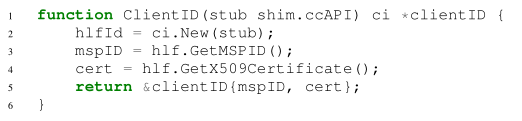 1 function ClientID(stub shim.ccAPI) ci *clientID {
2 hlfId = ci.New(stub);
3 mspID = hlf.GetMSPID();
4 cert = hlf.GetX509Certificate();
5 return &clientID{mspID, cert};
6 }